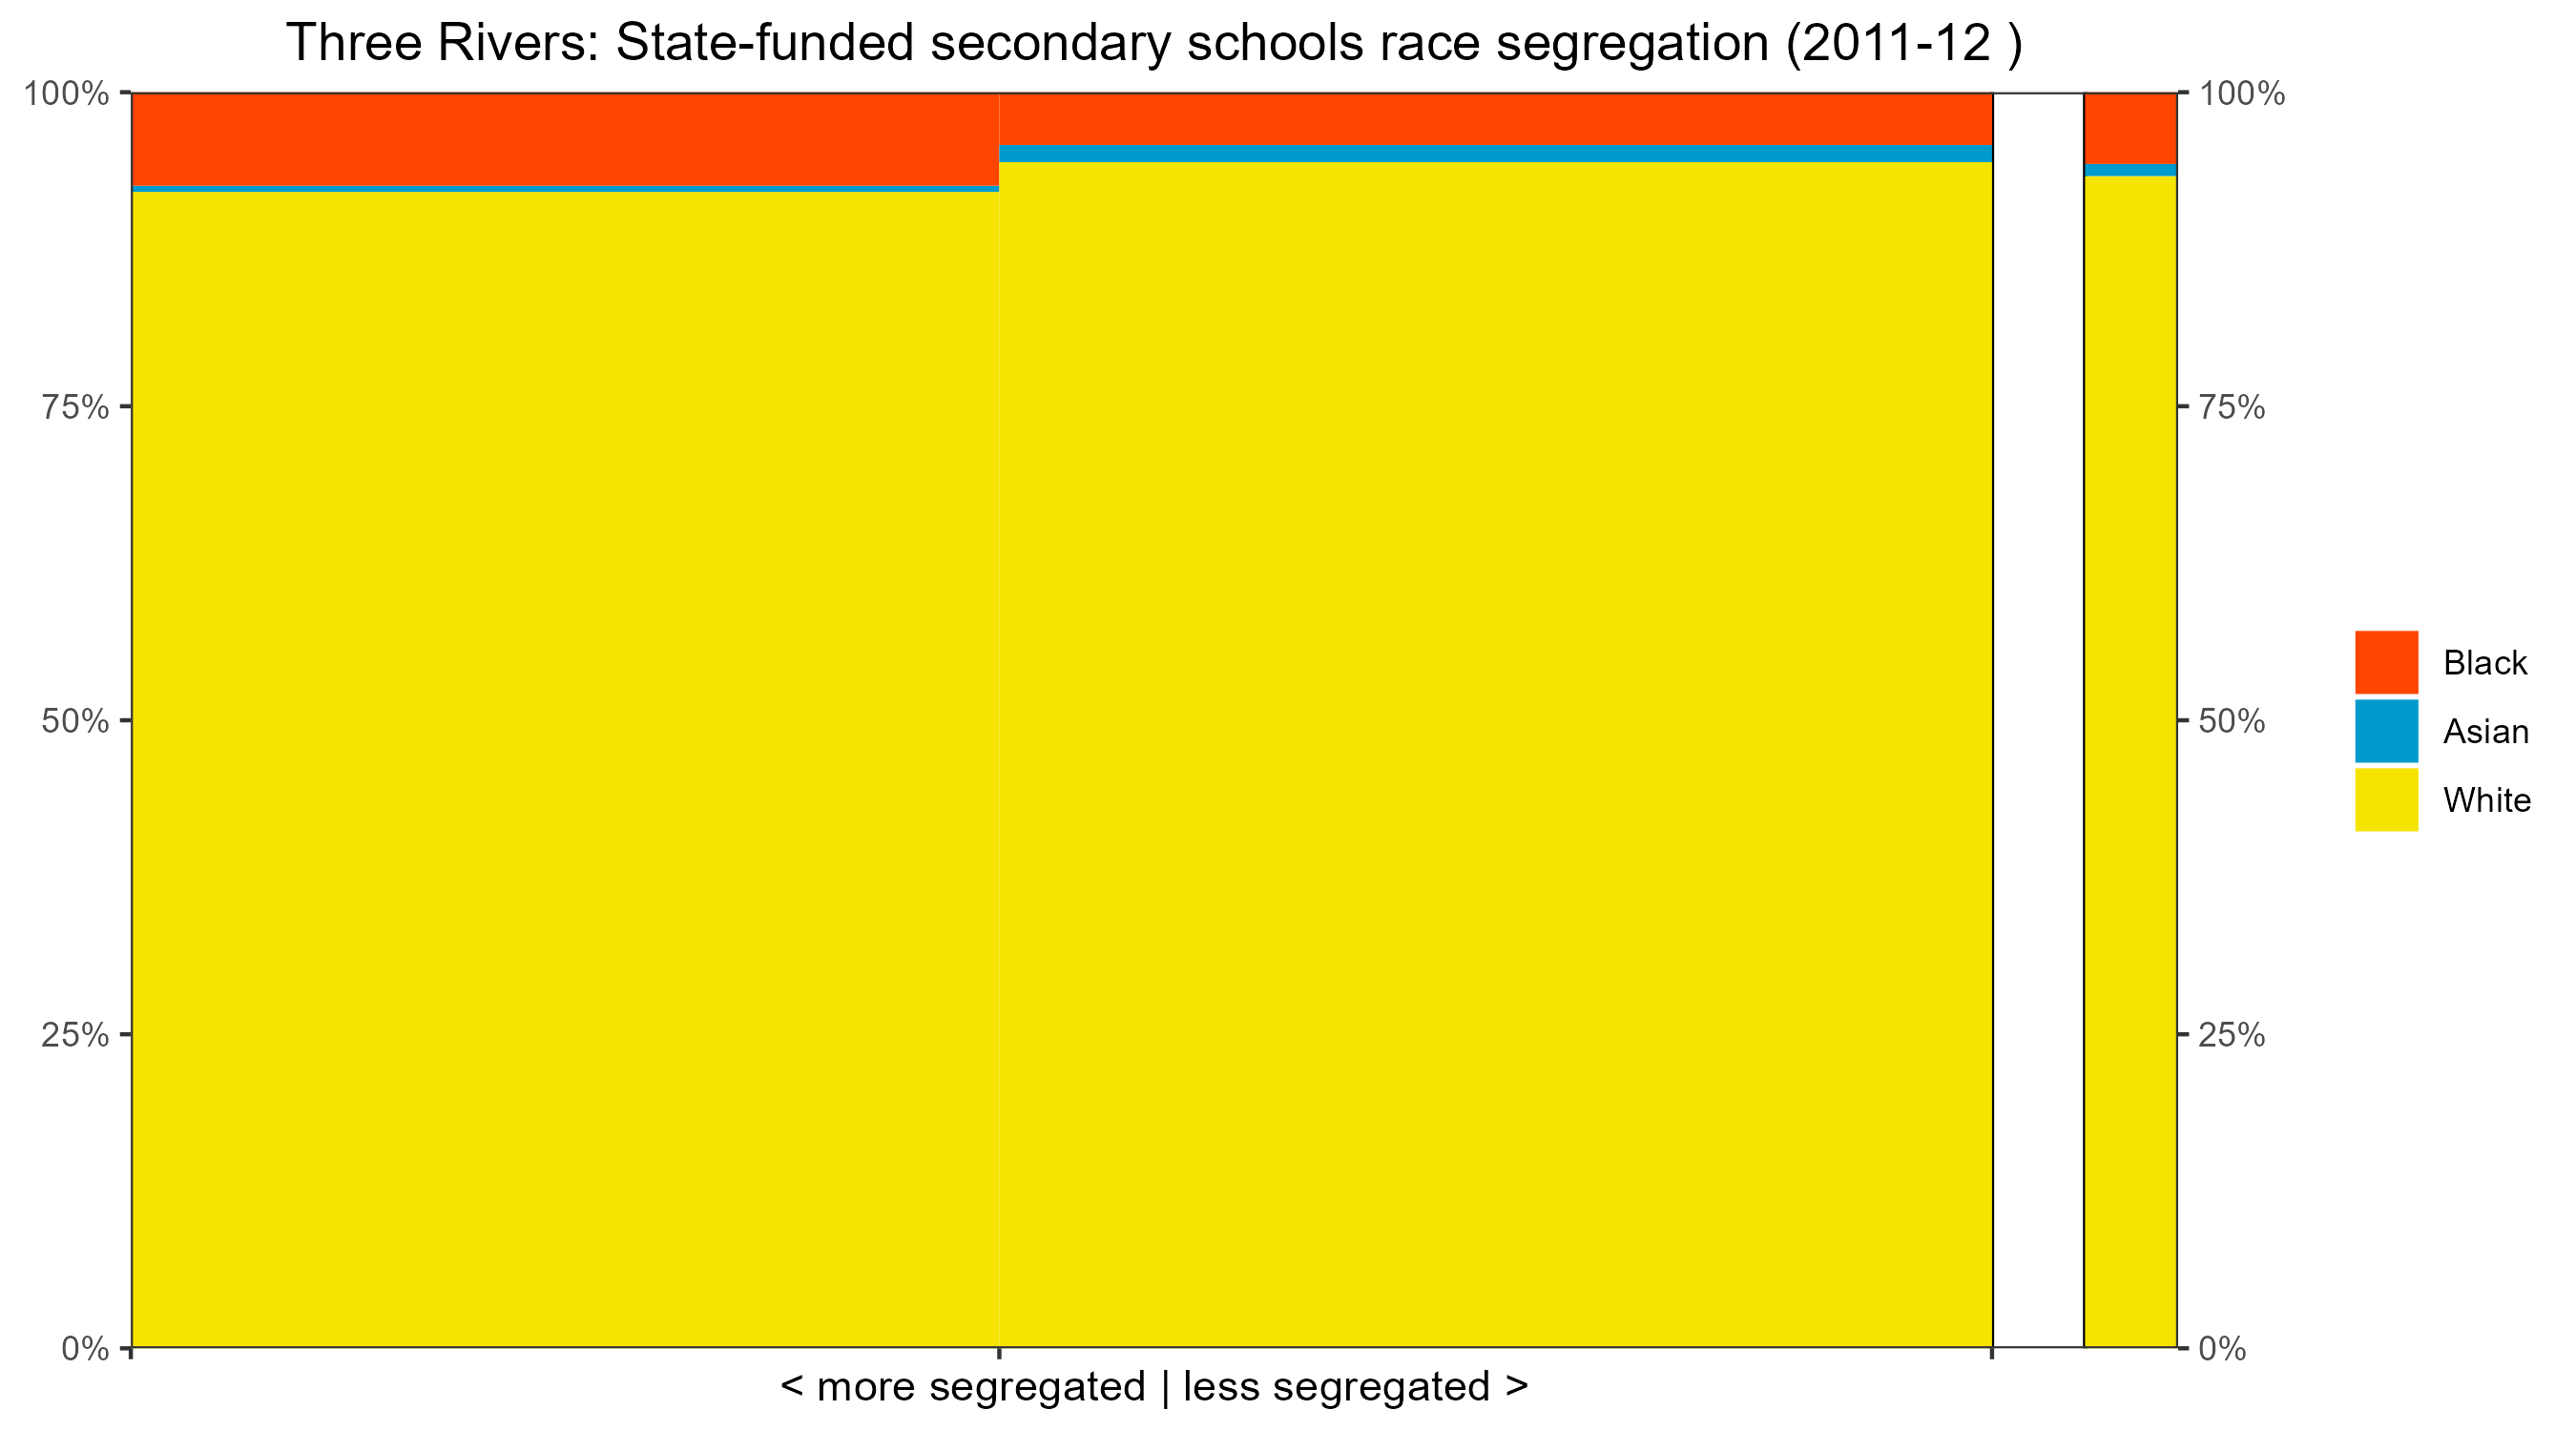 Three Rivers: State-funded secondary schools race segregation (2011-12 )
100%
75%
50%
25%
0%
100%
75%
50%
25%
0%
Black
Asian
White
< more segregated | less segregated >